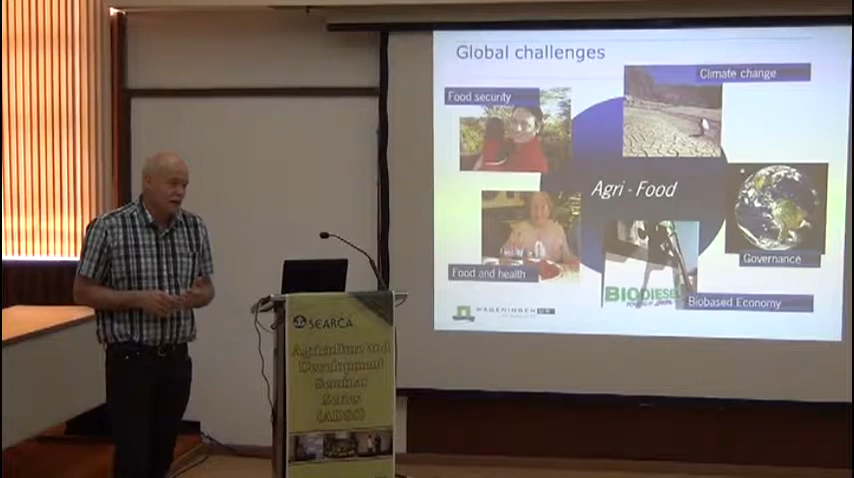 Global challenges
Climate change
Food security
Agri - Food
Governance
Food and health
BIODIESEL
Biobased Economy
WAGENINGEN UR
SEARCA
Agriculture and
Development
Seminar
Series
(ADSS)